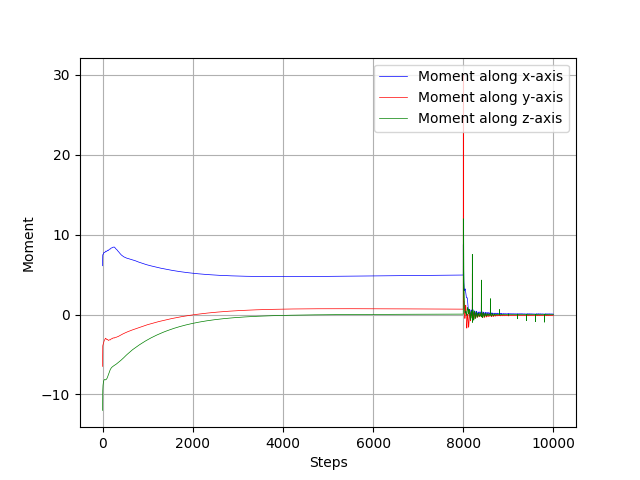 30
20
10
0
−10
Moment
Moment along x-axis
Moment along y-axis
Moment along z-axis
0 2000 4000 6000 8000 10000
Steps